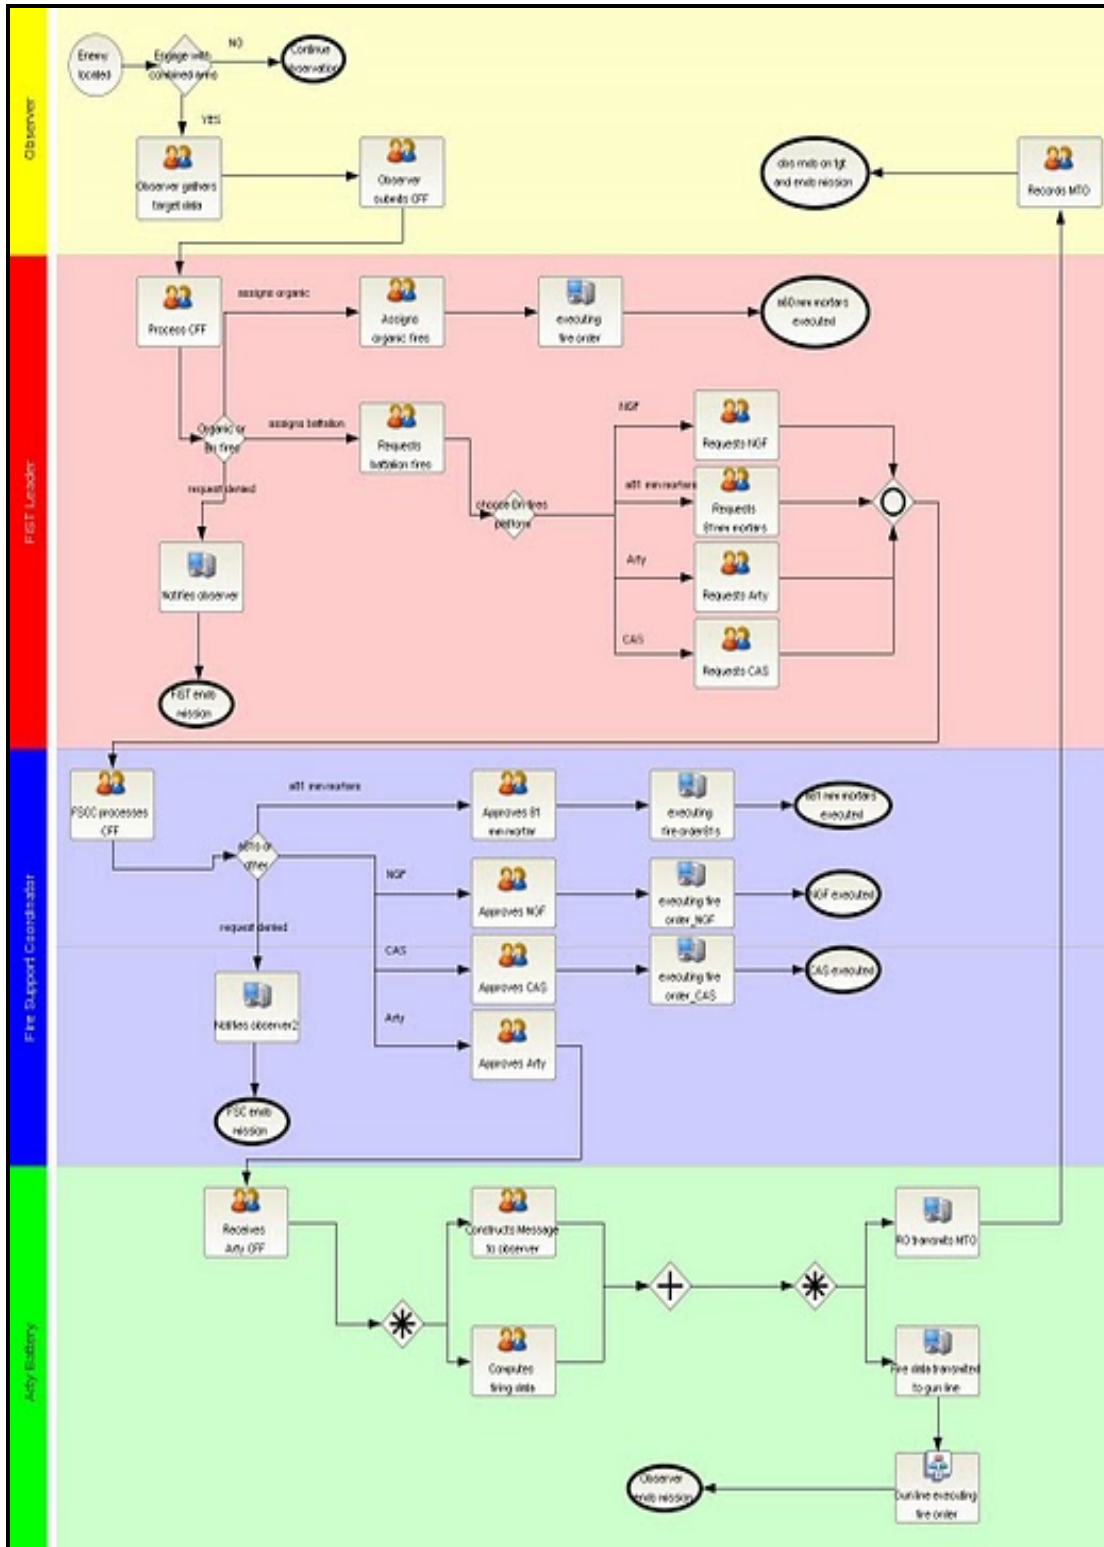 Observer
Enemy
located
Engage with
combined arms
NO
Continue
observation
YES
Observer gathers
target data
Observer
submits CFF
obs rnds on tgt
and ends mission
Records MTO
FIST Leader
Process CFF
assigns organic
Assigns
organic fires
executing
fire order
a60 mm mortars
executed
Organic or
Bn fires
assigns battalion
Requests
battalion fires
request denied
choose Bn fires
platform
NGF
Requests NGF
a81 mm mortars
Requests
81mm mortars
Arty
Requests Arty
CAS
Requests CAS
Notifies observer
FIST ends
mission
Fire Support Coordinator
FSCC processes
CFF
a81 mm mortars
Approves 81
mm mortar
executing
fire order81s
a81 mm mortars
executed
a81s or
other
NGF
Approves NGF
executing fire
order_NGF
NGF executed
request denied
CAS
Approves CAS
executing fire
order_CAS
CAS executed
Notifies observer2
Arty
Approves Arty
FSC ends
mission
Arty Battery
Receives
Arty CFF
Constructs Message
to observer
RO transmits MTO
Computes
firing data
Fire data transmitted
to gun line
Gun line executing
fire order
Observer
ends mission